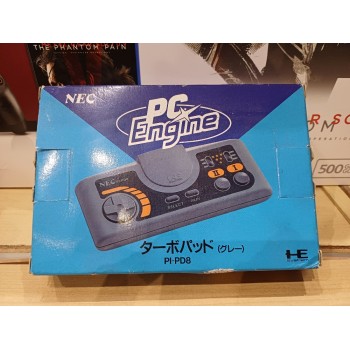 THE PHANTOM PAIN
NEC
PC
Engine
NEC
II I
SELECT RUN
ターボパッド (グレー)
PI-PD8
HE
500